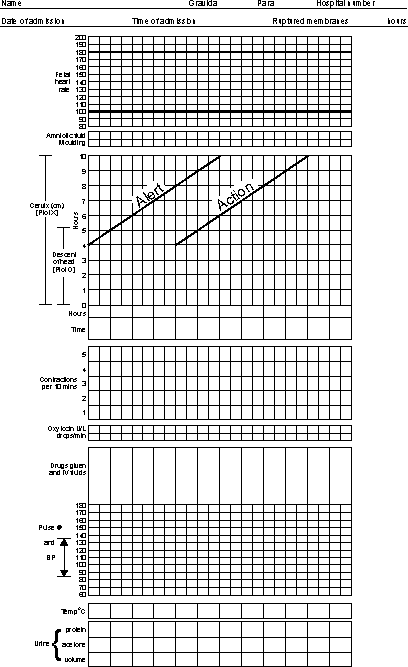 Name Gravida Para Hospital number
Date of admission Time of admission Ruptured membranes hours
200
190
180
170
160
150
140
130
120
110
100
90
80
Fetal
heart
rate
Amniotic fluid
Moulding
10
9
8
7
6
5
4
3
2
1
0
Cervix (cm)
[Plot X]
Hours
Descent
of head
[Plot O]
Alert
Action
Hours
Time
5
4
3
2
1
Contractions
per 10 mins
Oxytocin U/L
drops/min
Drugs given
and IV fluids
180
170
160
150
140
130
120
110
100
90
80
70
60
Pulse ●
and
BP
Temp °C
Urine {
protein
acetone
volume